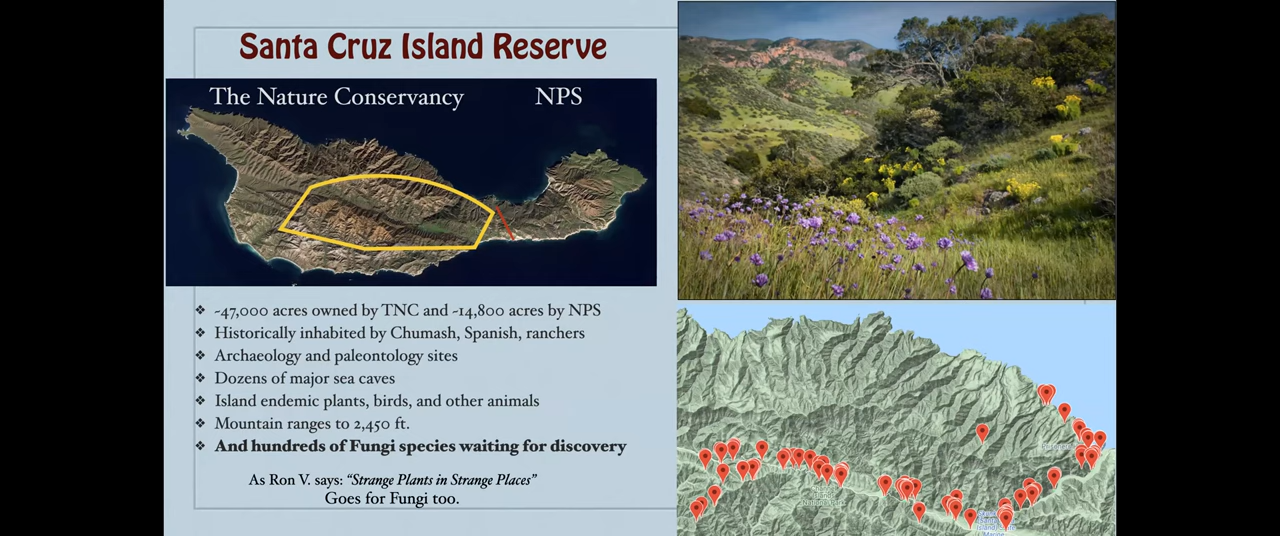 Santa Cruz Island Reserve
The Nature Conservancy NPS
~47,000 acres owned by TNC and ~14,800 acres by NPS
Historically inhabited by Chumash, Spanish, ranchers
Archaeology and paleontology sites
Dozens of major sea caves
Island endemic plants, birds, and other animals
Mountain ranges to 2,450 ft.
And hundreds of Fungi species waiting for discovery
As Ron V. says: “Strange Plants in Strange Places”
Goes for Fungi too.
Islands
National Park